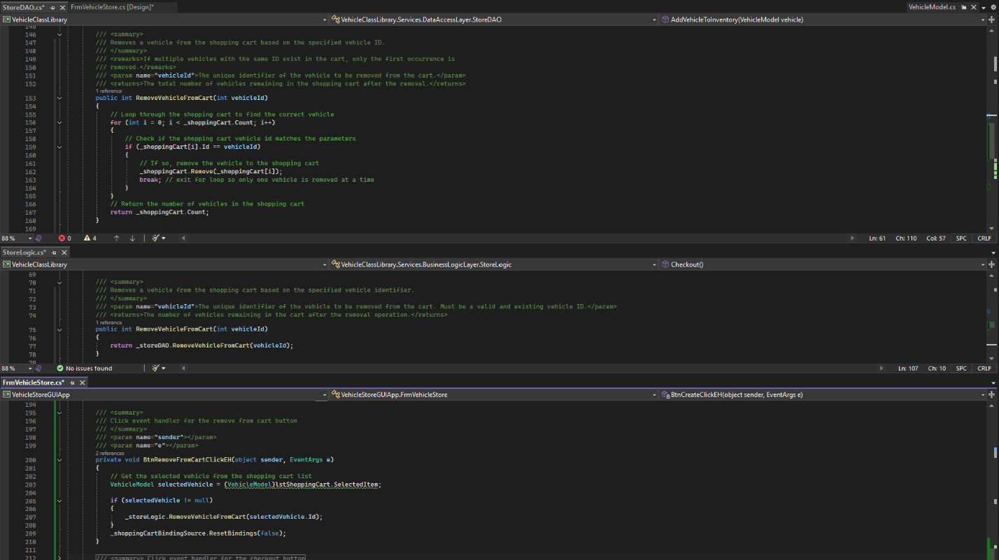 StoreDAO.cs* FrmVehicleStore.cs [Design]* VehicleModel.cs
VehicleClassLibrary VehicleClassLibrary.Services.DataAccessLayer.StoreDAO AddVehicleToInventory(VehicleModel vehicle)
145
146 /// <summary>
147 /// Removes a vehicle from the shopping cart based on the specified vehicle ID.
148 /// </summary>
149 /// <remarks>If multiple vehicles with the same ID exist in the cart, only the first occurrence is
150 /// removed.</remarks>
151 /// <param name="vehicleId">The unique identifier of the vehicle to be removed from the cart.</param>
152 /// <returns>The total number of vehicles remaining in the shopping cart after the removal.</returns>
1 reference
153 public int RemoveVehicleFromCart(int vehicleId)
154 {
155 // Loop through the shopping cart to find the correct vehicle
156 for (int i = 0; i < _shoppingCart.Count; i++)
157 {
158 // Check if the shopping cart vehicle id matches the parameters
159 if (_shoppingCart[i].Id == vehicleId)
160 {
161 // If so, remove the vehicle to the shopping cart
162 _shoppingCart.Remove(_shoppingCart[i]);
163 break; // exit for loop so only one vehicle is removed at a time
164 }
165 }
166 // Return the number of vehicles in the shopping cart
167 return _shoppingCart.Count;
168 }
169
88 % 0 4 Ln: 61 Ch: 110 Col: 57 SPC CRLF
StoreLogic.cs*
VehicleClassLibrary VehicleClassLibrary.Services.BusinessLogicLayer.StoreLogic Checkout()
69
70 /// <summary>
71 /// Removes a vehicle from the shopping cart based on the specified vehicle identifier.
72 /// </summary>
73 /// <param name="vehicleId">The unique identifier of the vehicle to be removed from the cart. Must be a valid and existing vehicle ID.</param>
74 /// <returns>The number of vehicles remaining in the cart after the removal operation.</returns>
1 reference
75 public int RemoveVehicleFromCart(int vehicleId)
76 {
77 return _storeDAO.RemoveVehicleFromCart(vehicleId);
78 }
79
88 % No issues found Ln: 107 Ch: 10 SPC CRLF
FrmVehicleStore.cs*
VehicleStoreGUIApp VehicleStoreGUIApp.FrmVehicleStore BtnCreateClickEH(object sender, EventArgs e)
194
195 /// <summary>
196 /// Click event handler for the remove from cart button
197 /// </summary>
198 /// <param name="sender"></param>
199 /// <param name="e"></param>
2 references
200 private void BtnRemoveFromCartClickEH(object sender, EventArgs e)
201 {
202 // Get the selected vehicle from the shopping cart list
203 VehicleModel selectedVehicle = (VehicleModel)lstShoppingCart.SelectedItem;
204
205 if (selectedVehicle != null)
206 {
207 _storeLogic.RemoveVehicleFromCart(selectedVehicle.Id);
208 }
209 _shoppingCartBindingSource.ResetBindings(false);
210 }
211
212 /// <summary> Click event handler for the checkout button